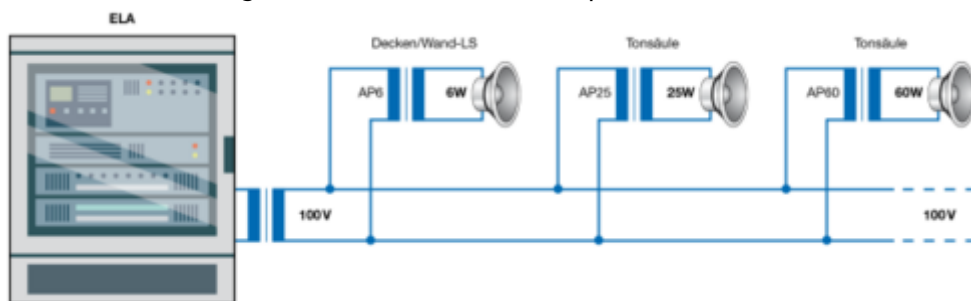 ELA
Decken/Wand-LS
Tonsäule
Tonsäule
AP6
6W
AP25
25W
AP60
60W
100V
100V